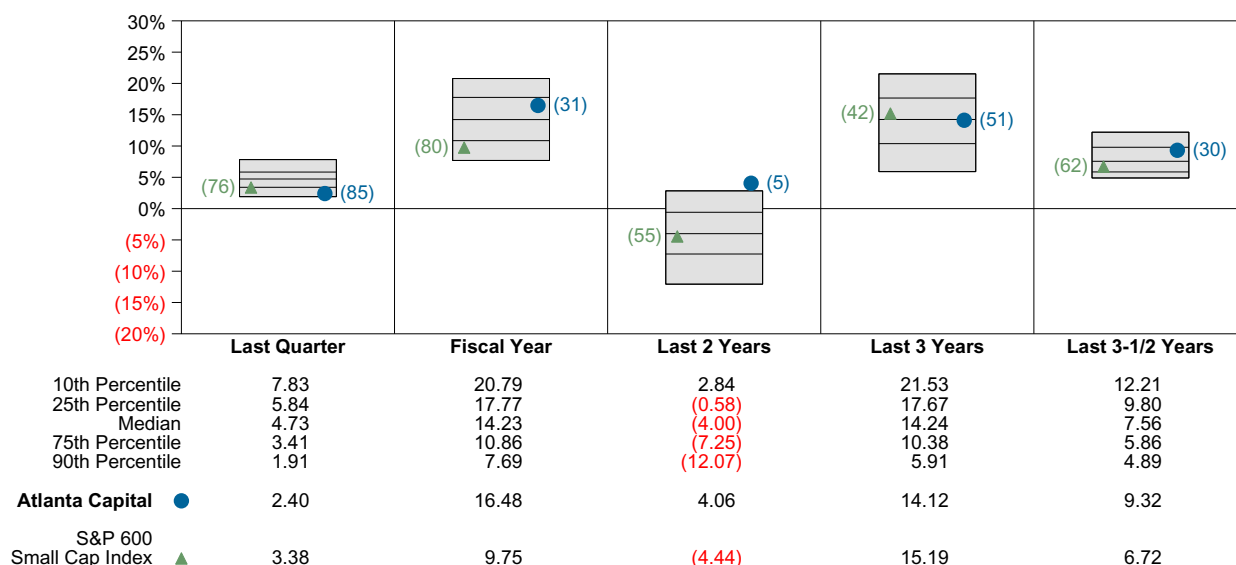 30%
25%
20%
15%
10%
5%
0%
(5%)
(10%)
(15%)
(20%)
(76) (85)
(80) (31)
(55) (5)
(42) (51)
(62) (30)
Last Quarter Fiscal Year Last 2 Years Last 3 Years Last 3-1/2 Years
10th Percentile 7.83 20.79 2.84 21.53 12.21
25th Percentile 5.84 17.77 (0.58) 17.67 9.80
Median 4.73 14.23 (4.00) 14.24 7.56
75th Percentile 3.41 10.86 (7.25) 10.38 5.86
90th Percentile 1.91 7.69 (12.07) 5.91 4.89
Atlanta Capital 2.40 16.48 4.06 14.12 9.32
S&P 600
Small Cap Index 3.38 9.75 (4.44) 15.19 6.72